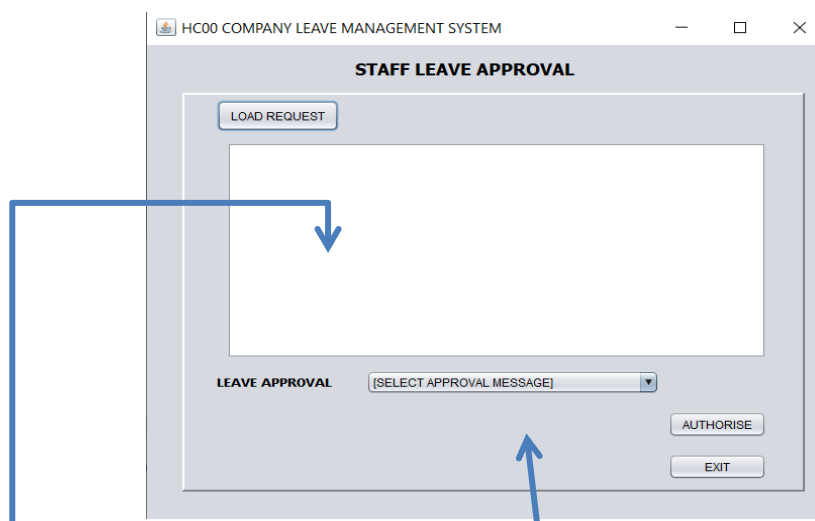 HC00 COMPANY LEAVE MANAGEMENT SYSTEM
STAFF LEAVE APPROVAL
LOAD REQUEST
LEAVE APPROVAL [SELECT APPROVAL MESSAGE]
AUTHORISE
EXIT